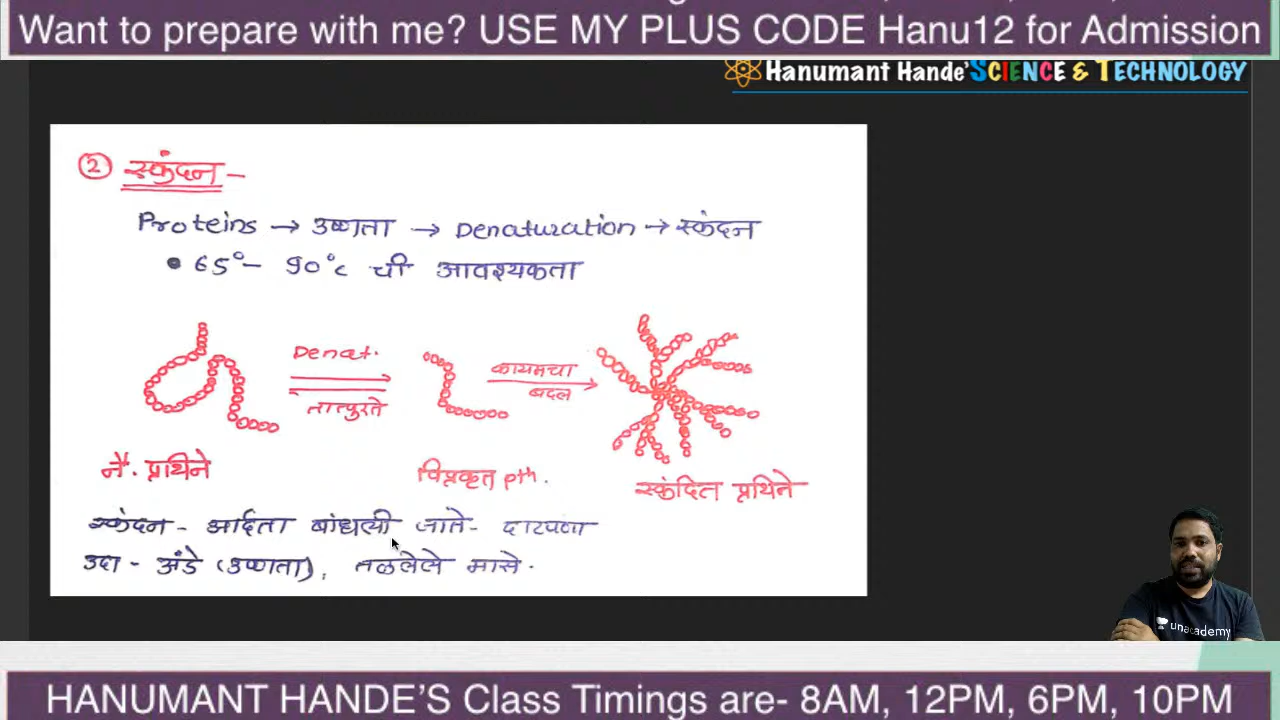 Want to prepare with me? USE MY PLUS CODE Hanu12 for Admission
Hanumant Hande'SCIENCE & TECHNOLOGY
② स्कंदन -
Proteins → उष्णता → Denaturation → स्कंदन
• 65° - 90°c ची आवश्यकता
Denat.
तात्पुरते
कायमचा
बदल
नै. प्रथिने
विप्रकृत pth.
स्कंदित प्रथिने
स्कंदन - आर्द्रता बांधली जाते - दाटपणा
उदा - अंडे (उष्णता), तळलेले मासे.
unacademy
HANUMANT HANDE'S Class Timings are- 8AM, 12PM, 6PM, 10PM